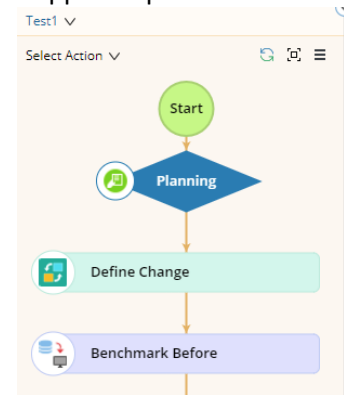 Test1
Select Action
Start
Planning
Define Change
Benchmark Before